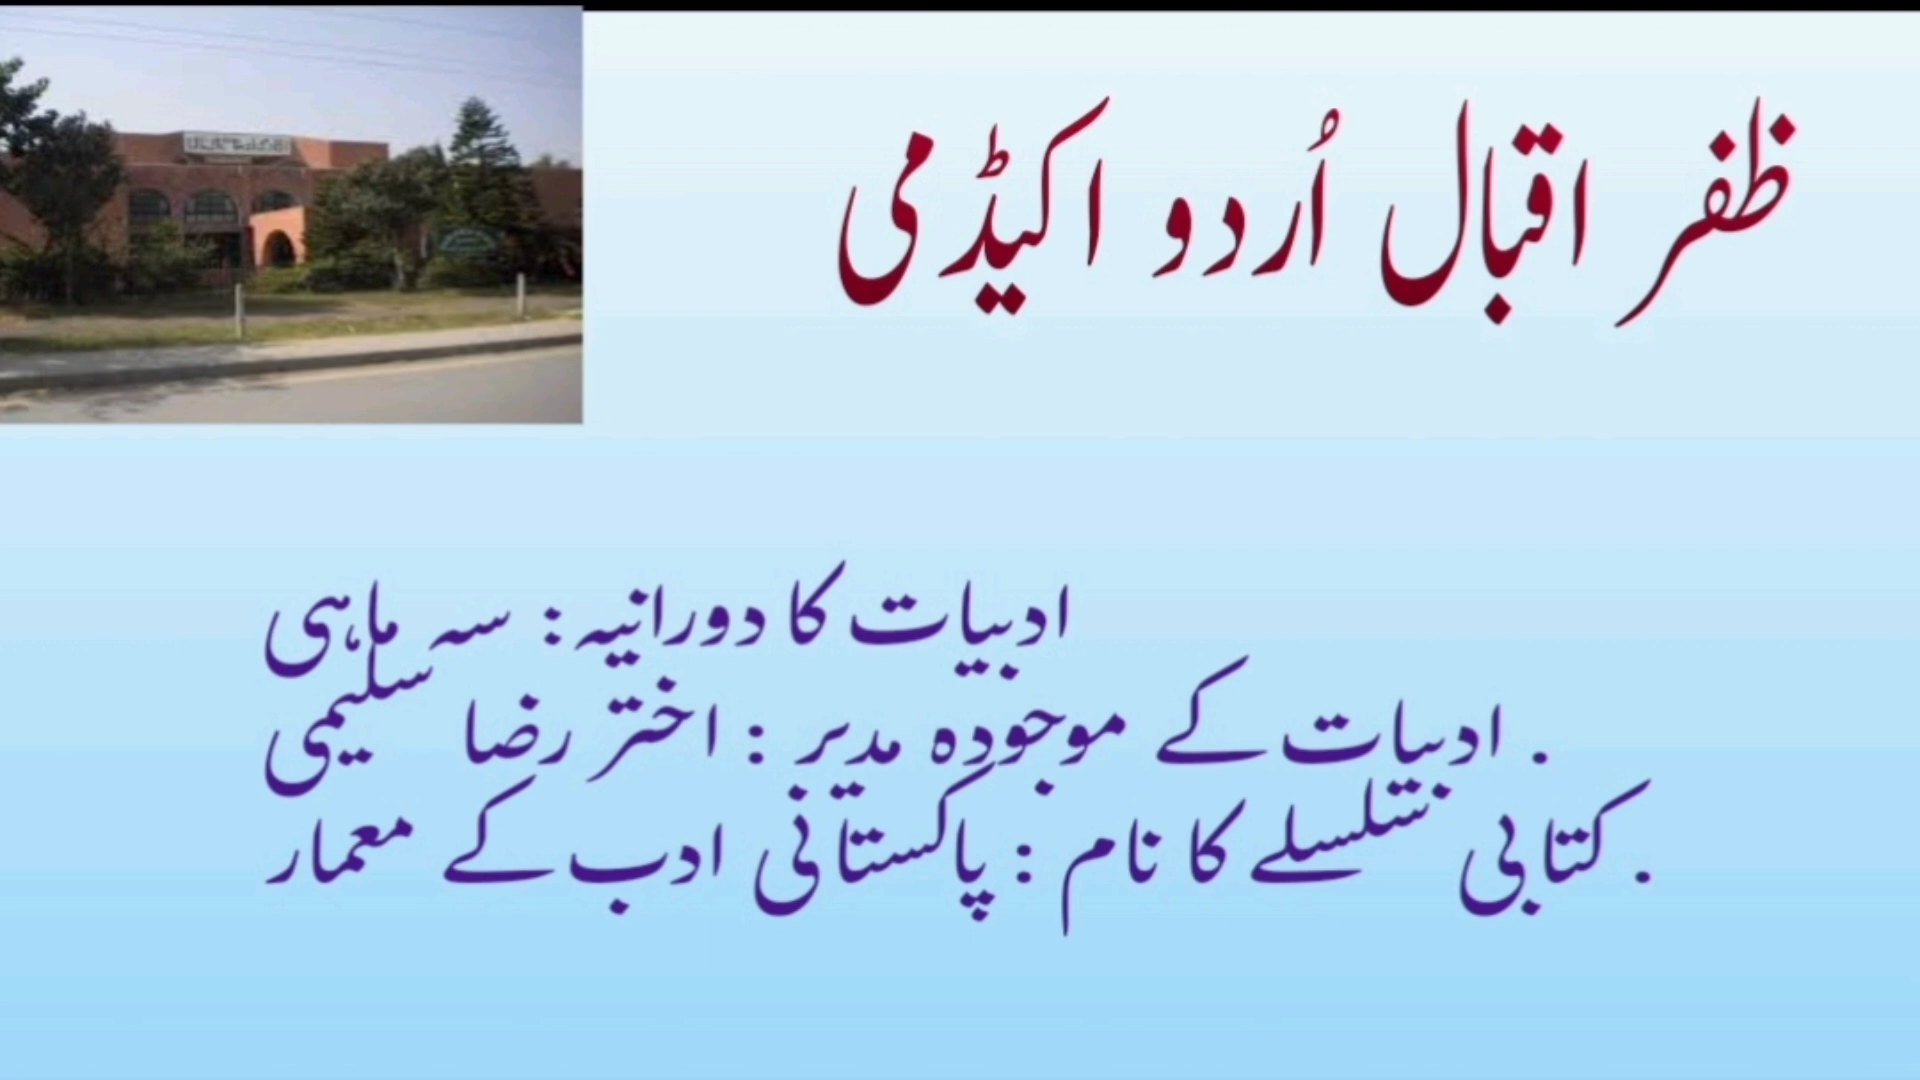 ظفر اقبال اُردو اکیڈمی
ادبیات کا دورانیہ: سہ ماہی
. ادبیات کے موجودہ مدیر : اختر رضا سلیمی
. کتابی سلسلے کا نام : پاکستانی ادب کے معمار